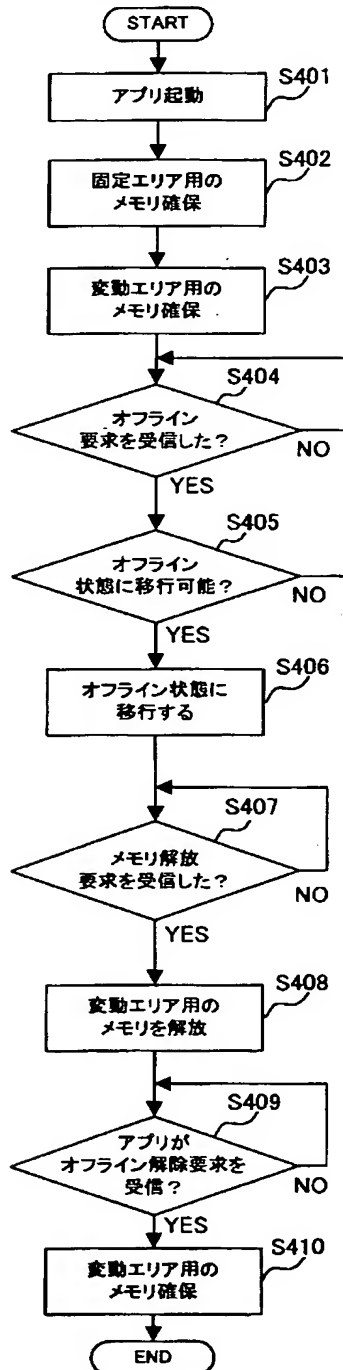 START
S401
アプリ起動
S402
固定エリア用の
メモリ確保
S403
変動エリア用の
メモリ確保
S404
オフライン
要求を受信した?
NO
YES
S405
オフライン
状態に移行可能?
NO
YES
S406
オフライン状態に
移行する
S407
メモリ解放
要求を受信した?
NO
YES
S408
変動エリア用の
メモリを解放
S409
アプリが
オフライン解除要求を
受信?
NO
YES
S410
変動エリア用の
メモリ確保
END